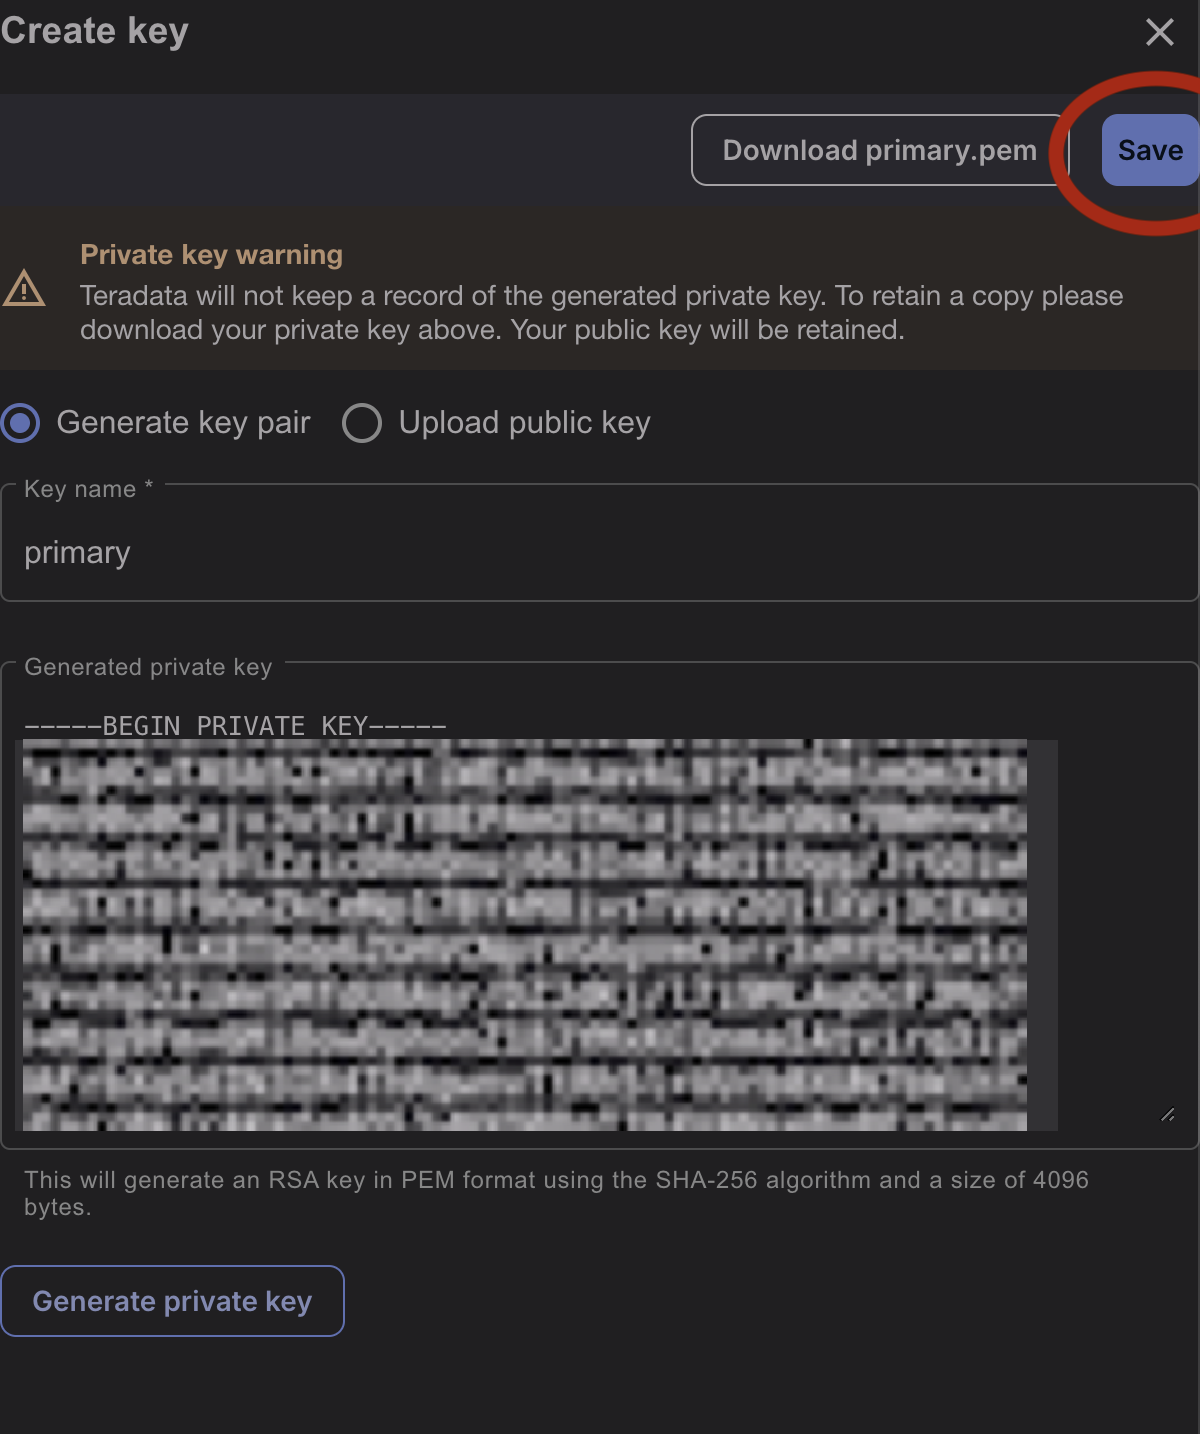 Create key
Download primary.pem
Save
Private key warning
Teradata will not keep a record of the generated private key. To retain a copy please
download your private key above. Your public key will be retained.
Generate key pair
Upload public key
Key name *
primary
Generated private key
-----BEGIN PRIVATE KEY-----
This will generate an RSA key in PEM format using the SHA-256 algorithm and a size of 4096
bytes.
Generate private key